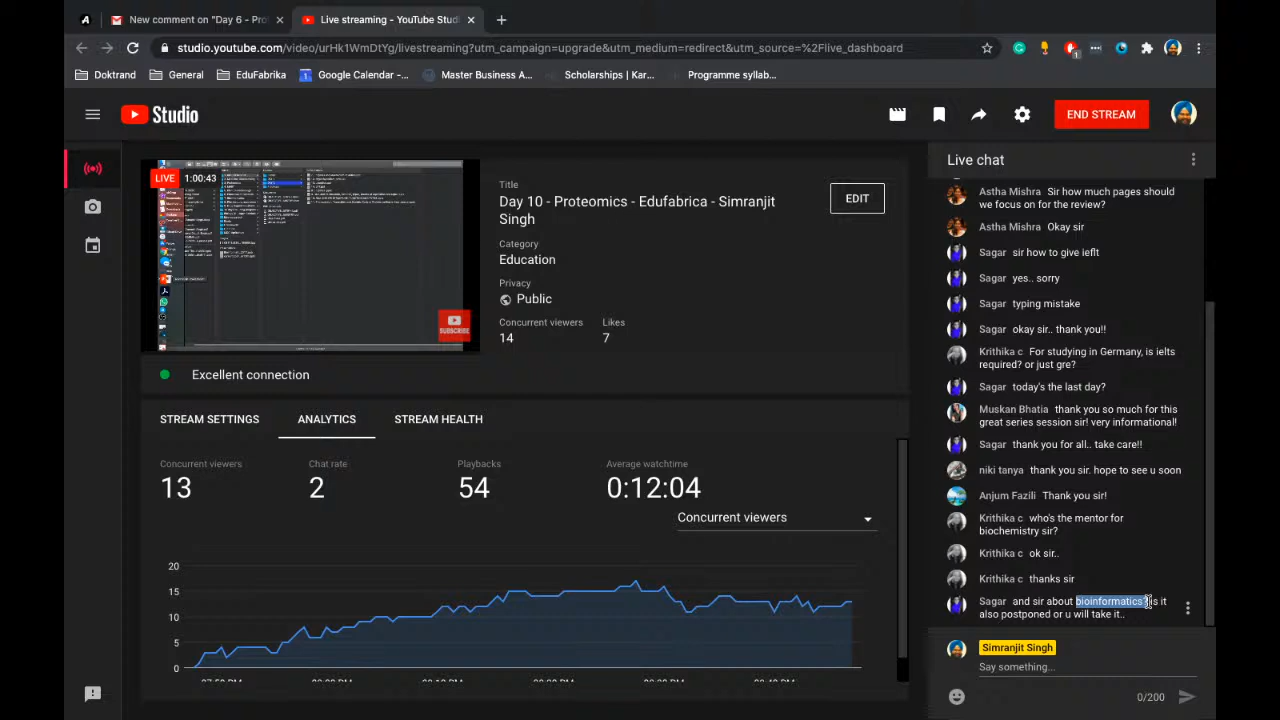 New comment on "Day 6 - Pro
Live streaming - YouTube Studi
studio.youtube.com/video/urHk1WmDtYg/livestreaming?utm_campaign=upgrade&utm_medium=redirect&utm_source=%2Flive_dashboard
Doktrand
General
EduFabrika
Google Calendar -...
Master Business A...
Scholarships | Kar...
Programme syllab...
Studio
END STREAM
LIVE 1:00:43
SUBSCRIBE
Title
Day 10 - Proteomics - Edufabrica - Simranjit
Singh
EDIT
Category
Education
Privacy
Public
Concurrent viewers
14
Likes
7
Excellent connection
STREAM SETTINGS
ANALYTICS
STREAM HEALTH
Concurrent viewers
13
Chat rate
2
Playbacks
54
Average watchtime
0:12:04
Concurrent viewers
20
15
10
5
0
Live chat
Astha Mishra Sir how much pages should
we focus on for the review?
Astha Mishra Okay sir
Sagar sir how to give ieflt
Sagar yes.. sorry
Sagar typing mistake
Sagar okay sir.. thank you!!
Krithika c For studying in Germany, is ielts
required? or just gre?
Sagar today's the last day?
Muskan Bhatia thank you so much for this
great series session sir! very informational!
Sagar thank you for all.. take care!!
niki tanya thank you sir. hope to see u soon
Anjum Fazili Thank you sir!
Krithika c who's the mentor for
biochemistry sir?
Krithika c ok sir..
Krithika c thanks sir
Sagar and sir about bioinformatics? is it
also postponed or u will take it..
Simranjit Singh
Say something...
0/200